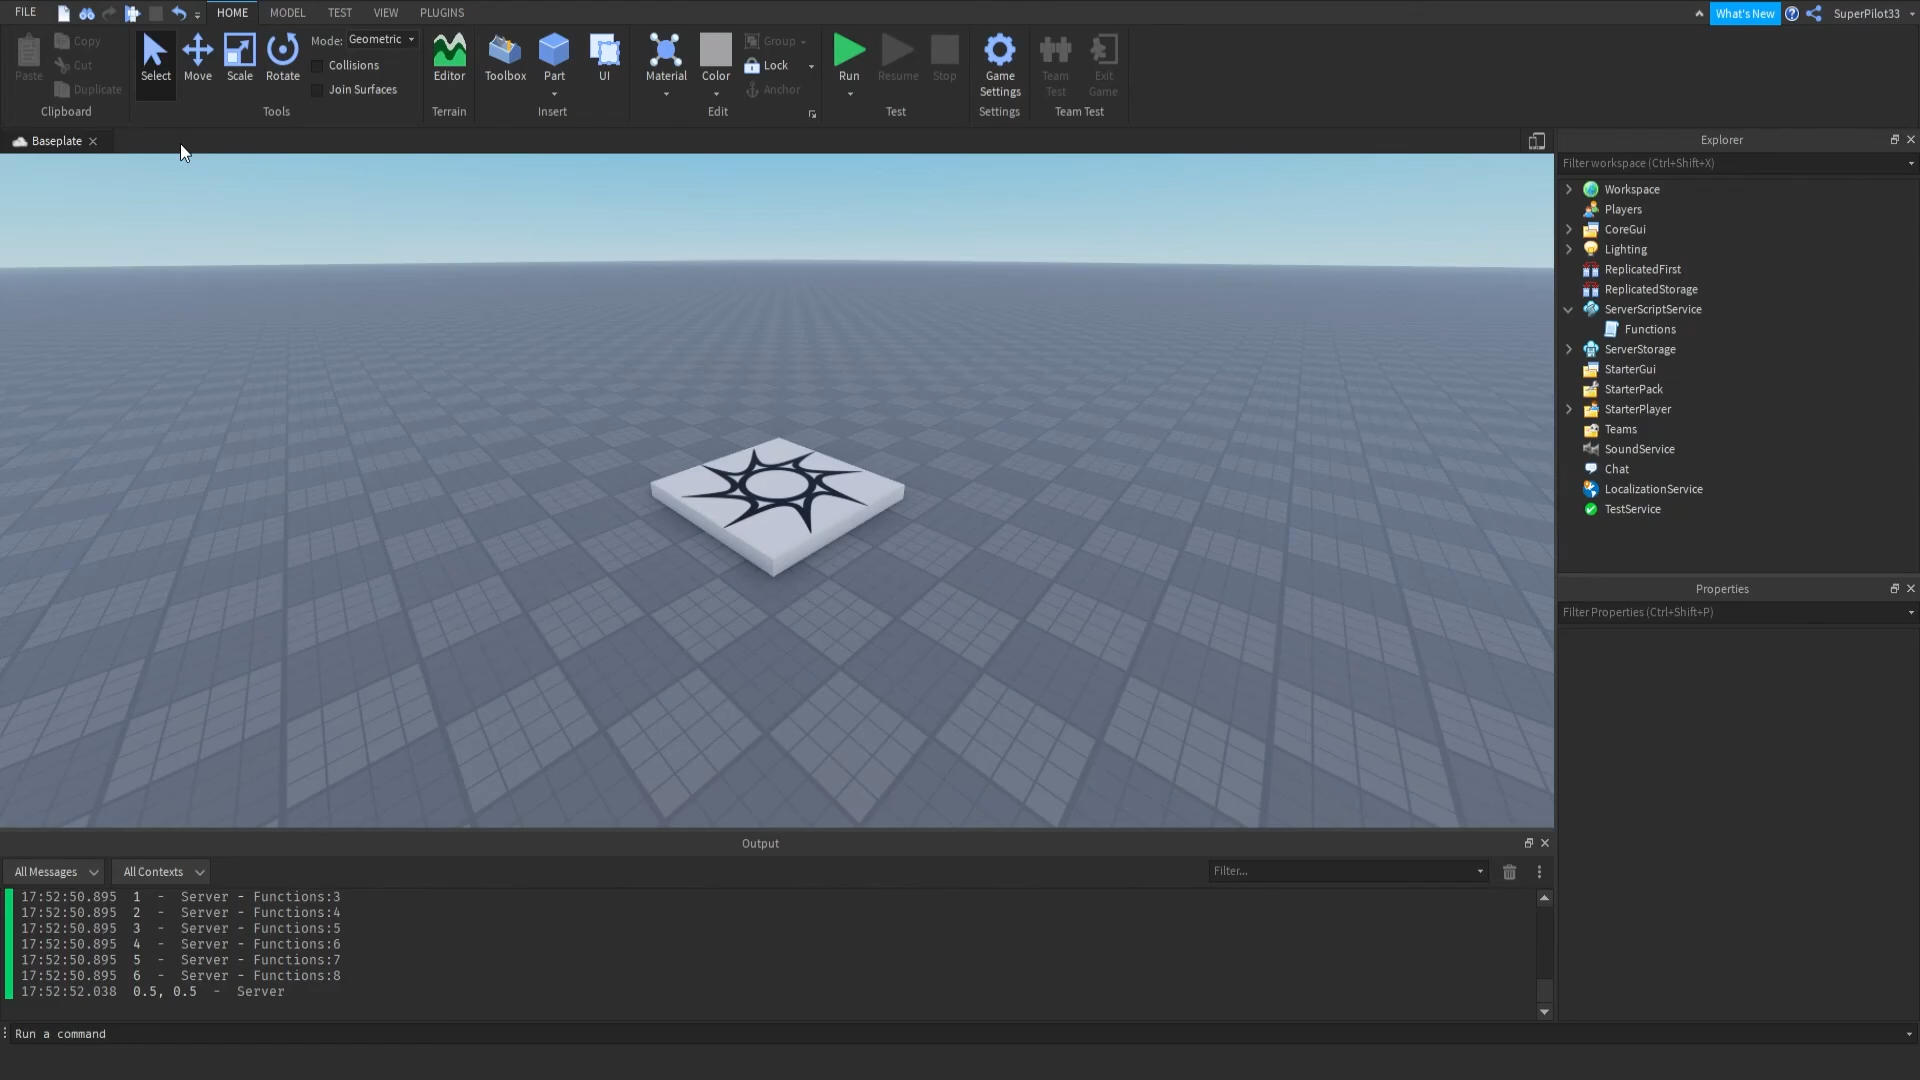 FILE HOME MODEL TEST VIEW PLUGINS What's New SuperPilot33
Paste Copy Cut Duplicate Clipboard
Select Move Scale Rotate Mode: Geometric Collisions Join Surfaces Tools
Editor Terrain
Toolbox Part UI Insert
Material Color Group Lock Anchor Edit
Run Resume Stop Test
Game Settings Settings
Team Test Exit Game Team Test
Baseplate
Explorer
Filter workspace (Ctrl+Shift+X)
Workspace
Players
CoreGui
Lighting
ReplicatedFirst
ReplicatedStorage
ServerScriptService
Functions
ServerStorage
StarterGui
StarterPack
StarterPlayer
Teams
SoundService
Chat
LocalizationService
TestService
Properties
Filter Properties (Ctrl+Shift+P)
Output
All Messages All Contexts Filter...
17:52:50.895 1 - Server - Functions:3
17:52:50.895 2 - Server - Functions:4
17:52:50.895 3 - Server - Functions:5
17:52:50.895 4 - Server - Functions:6
17:52:50.895 5 - Server - Functions:7
17:52:50.895 6 - Server - Functions:8
17:52:52.038 0.5, 0.5 - Server
Run a command